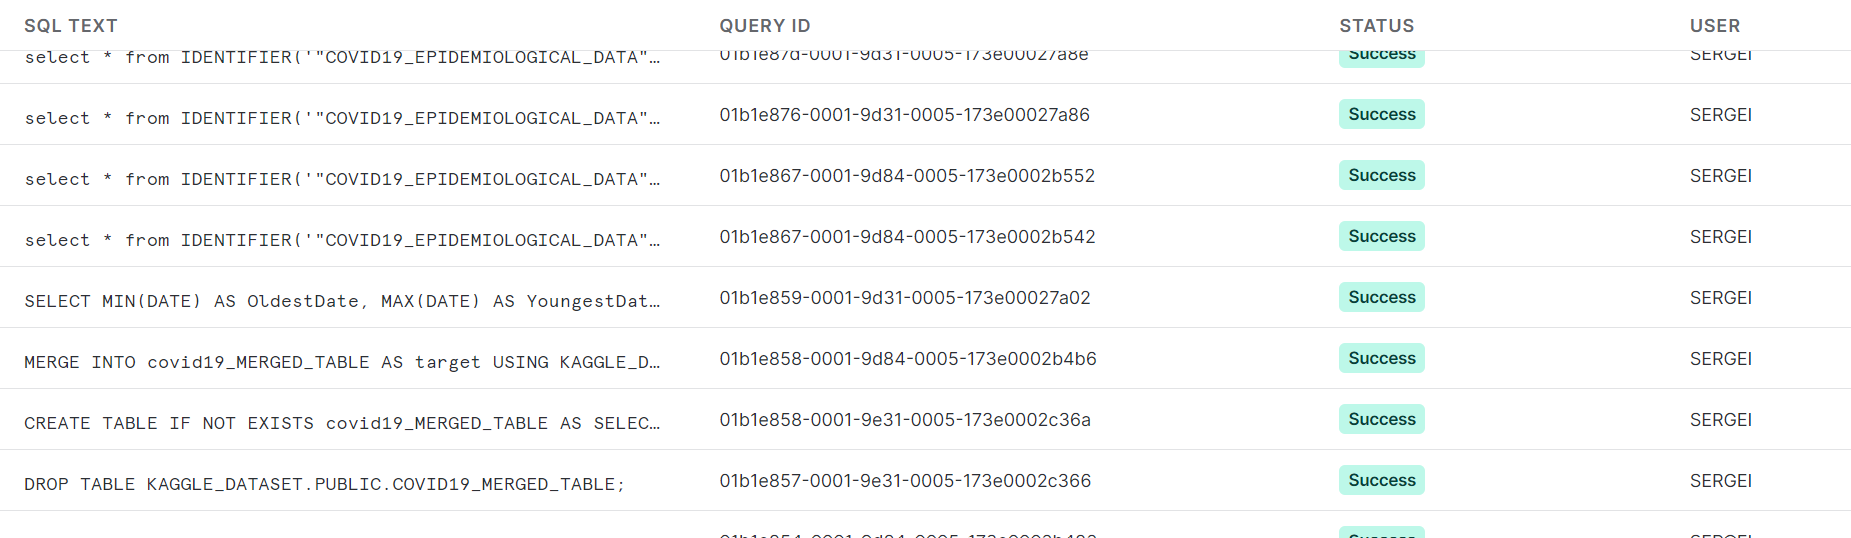 SQL TEXT QUERY ID STATUS USER
select * from IDENTIFIER('"COVID19_EPIDEMIOLOGICAL_DATA"… 01b1e87d-0001-9d31-0005-173e00027a8e Success SERGEI
select * from IDENTIFIER('"COVID19_EPIDEMIOLOGICAL_DATA"… 01b1e876-0001-9d31-0005-173e00027a86 Success SERGEI
select * from IDENTIFIER('"COVID19_EPIDEMIOLOGICAL_DATA"… 01b1e867-0001-9d84-0005-173e0002b552 Success SERGEI
select * from IDENTIFIER('"COVID19_EPIDEMIOLOGICAL_DATA"… 01b1e867-0001-9d84-0005-173e0002b542 Success SERGEI
SELECT MIN(DATE) AS OldestDate, MAX(DATE) AS YoungestDat… 01b1e859-0001-9d31-0005-173e00027a02 Success SERGEI
MERGE INTO covid19_MERGED_TABLE AS target USING KAGGLE_D… 01b1e858-0001-9d84-0005-173e0002b4b6 Success SERGEI
CREATE TABLE IF NOT EXISTS covid19_MERGED_TABLE AS SELEC… 01b1e858-0001-9e31-0005-173e0002c36a Success SERGEI
DROP TABLE KAGGLE_DATASET.PUBLIC.COVID19_MERGED_TABLE; 01b1e857-0001-9e31-0005-173e0002c366 Success SERGEI
Success SERGEI